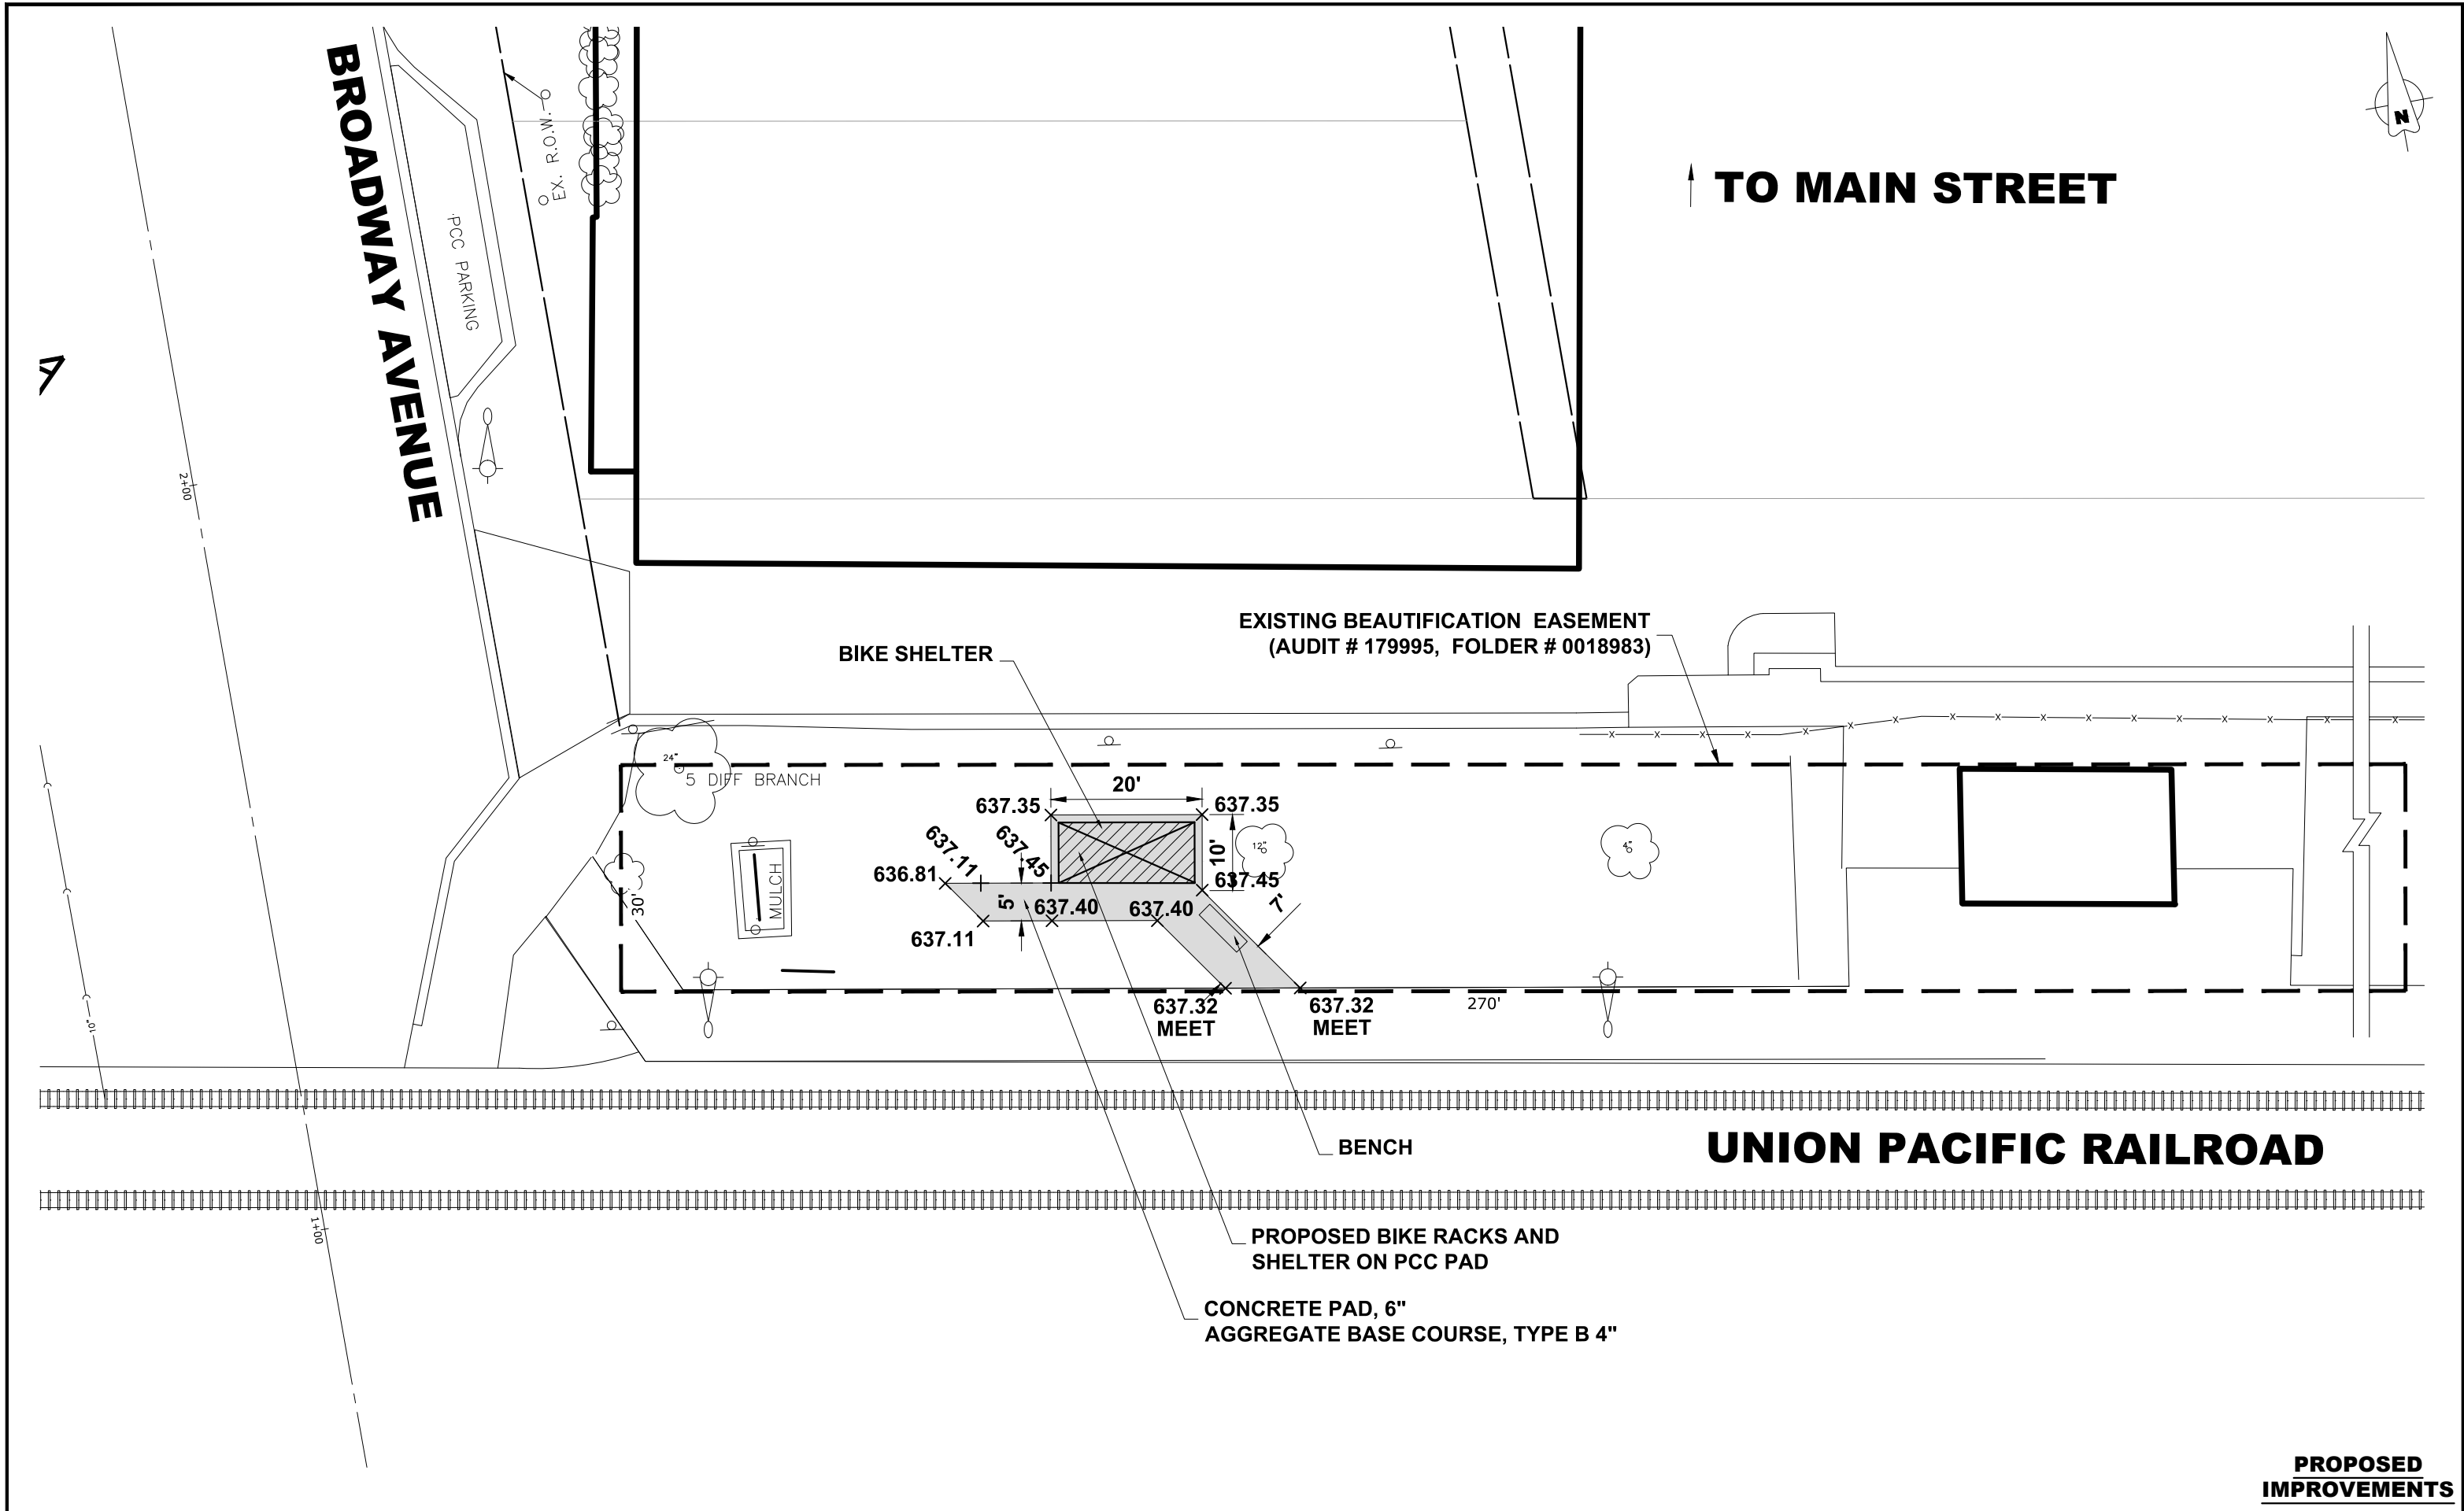 BROADWAY AVENUE
EX. R.O.W.
PCC PARKING
N
TO MAIN STREET
2+00
EXISTING BEAUTIFICATION EASEMENT
(AUDIT # 179995, FOLDER # 0018983)
BIKE SHELTER
24"
5 DIFF BRANCH
20'
637.35
637.35
637.11
637.45
10'
12"
4"
636.81
637.45
MULCH
30'
5'
637.40
637.40
7'
637.11
637.32
MEET
637.32
MEET
270'
10"
BENCH
UNION PACIFIC RAILROAD
1+00
PROPOSED BIKE RACKS AND
SHELTER ON PCC PAD
CONCRETE PAD, 6"
AGGREGATE BASE COURSE, TYPE B 4"
PROPOSED
IMPROVEMENTS